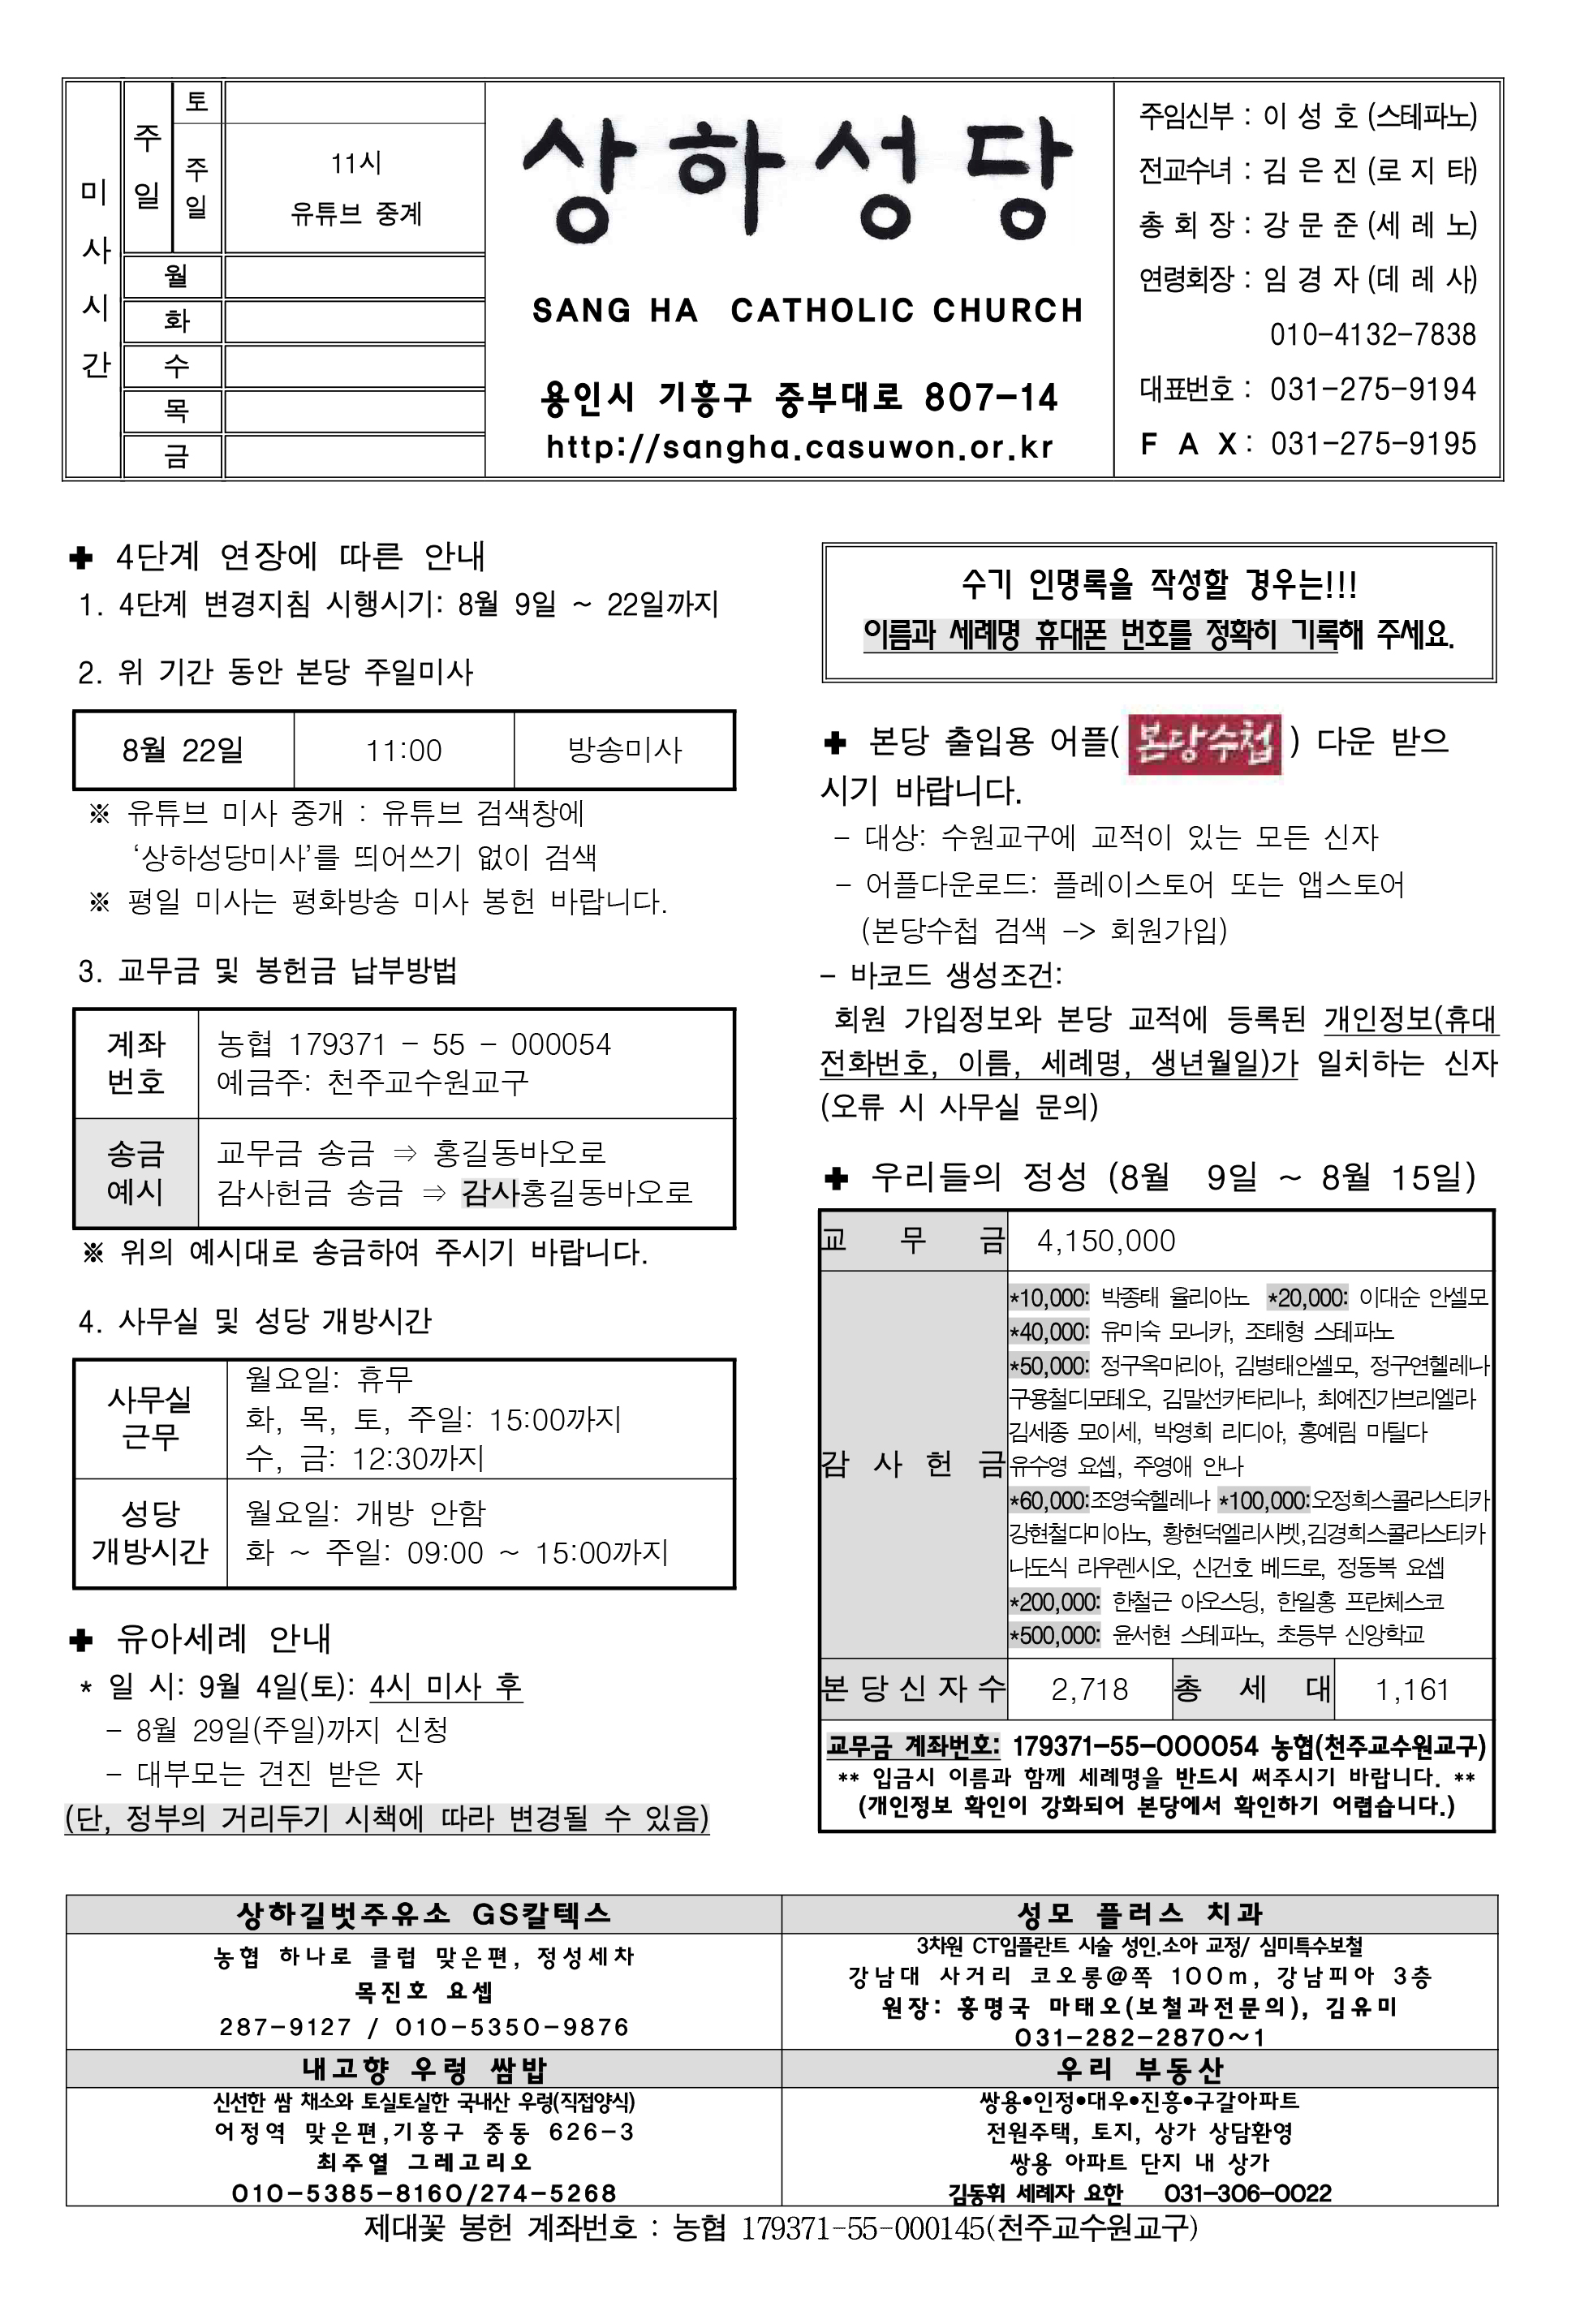 미사시간
주일
토
주일
11시
유튜브 중계
월
화
수
목
금
상하성당
SANG HA CATHOLIC CHURCH
용인시 기흥구 중부대로 807-14
http://sangha.casuwon.or.kr
주임신부 : 이 성 호 (스테파노)
전교수녀 : 김 은 진 (로 지 타)
총 회 장 : 강 문 준 (세 레 노)
연령회장 : 임 경 자 (데 레 사)
010-4132-7838
대표번호 : 031-275-9194
F A X : 031-275-9195
✚ 4단계 연장에 따른 안내
1. 4단계 변경지침 시행시기: 8월 9일 ~ 22일까지
2. 위 기간 동안 본당 주일미사
8월 22일 11:00 방송미사
※ 유튜브 미사 중개 : 유튜브 검색창에
‘상하성당미사’를 띄어쓰기 없이 검색
※ 평일 미사는 평화방송 미사 봉헌 바랍니다.
3. 교무금 및 봉헌금 납부방법
계좌
번호
농협 179371 - 55 - 000054
예금주: 천주교수원교구
송금
예시
교무금 송금 ⇒ 홍길동바오로
감사헌금 송금 ⇒ 감사홍길동바오로
※ 위의 예시대로 송금하여 주시기 바랍니다.
4. 사무실 및 성당 개방시간
사무실
근무
월요일: 휴무
화, 목, 토, 주일: 15:00까지
수, 금: 12:30까지
성당
개방시간
월요일: 개방 안함
화 ~ 주일: 09:00 ~ 15:00까지
✚ 유아세례 안내
* 일 시: 9월 4일(토): 4시 미사 후
- 8월 29일(주일)까지 신청
- 대부모는 견진 받은 자
(단, 정부의 거리두기 시책에 따라 변경될 수 있음)
수기 인명록을 작성할 경우는!!!
이름과 세례명 휴대폰 번호를 정확히 기록해 주세요.
✚ 본당 출입용 어플( 본당수첩 ) 다운 받으
시기 바랍니다.
- 대상: 수원교구에 교적이 있는 모든 신자
- 어플다운로드: 플레이스토어 또는 앱스토어
(본당수첩 검색 -> 회원가입)
- 바코드 생성조건:
회원 가입정보와 본당 교적에 등록된 개인정보(휴대
전화번호, 이름, 세례명, 생년월일)가 일치하는 신자
(오류 시 사무실 문의)
✚ 우리들의 정성 (8월 9일 ~ 8월 15일)
교 무 금 4,150,000
감 사 헌 금
*10,000: 박종태 율리아노 *20,000: 이대순 안셀모
*40,000: 유미숙 모니카, 조태형 스테파노
*50,000: 정구옥마리아, 김병태안셀모, 정구연헬레나
구용철디모테오, 김말선카타리나, 최예진가브리엘라
김세종 모이세, 박영희 리디아, 홍예림 마틸다
유수영 요셉, 주영애 안나
*60,000:조영숙헬레나 *100,000:오정희스콜라스티카
강현철다미아노, 황현덕엘리사벳,김경희스콜라스티카
나도식 라우렌시오, 신건호 베드로, 정동복 요셉
*200,000: 한철근 아오스딩, 한일홍 프란체스코
*500,000: 윤서현 스테파노, 초등부 신앙학교
본당신자수 2,718 총 세 대 1,161
교무금 계좌번호: 179371-55-000054 농협(천주교수원교구)
** 입금시 이름과 함께 세례명을 반드시 써주시기 바랍니다. **
(개인정보 확인이 강화되어 본당에서 확인하기 어렵습니다.)
상하길벗주유소 GS칼텍스
농협 하나로 클럽 맞은편, 정성세차
목진호 요셉
287-9127 / 010-5350-9876
성모 플러스 치과
3차원 CT임플란트 시술 성인.소아 교정/ 심미특수보철
강남대 사거리 코오롱@쪽 100m, 강남피아 3층
원장: 홍명국 마태오(보철과전문의), 김유미
031-282-2870~1
내고향 우렁 쌈밥
신선한 쌈 채소와 토실토실한 국내산 우렁(직접양식)
어정역 맞은편,기흥구 중동 626-3
최주열 그레고리오
010-5385-8160/274-5268
우리 부동산
쌍용•인정•대우•진흥•구갈아파트
전원주택, 토지, 상가 상담환영
쌍용 아파트 단지 내 상가
김동휘 세례자 요한 031-306-0022
제대꽃 봉헌 계좌번호 : 농협 179371-55-000145(천주교수원교구)